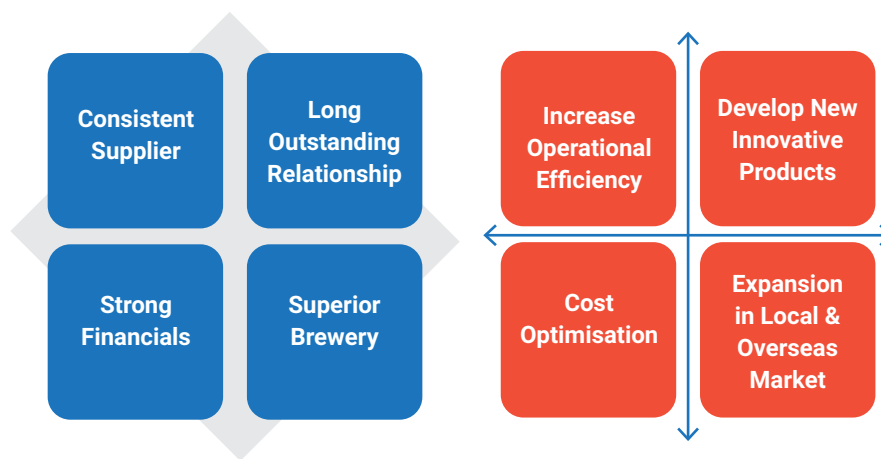 Consistent
Supplier
Long
Outstanding
Relationship
Strong
Financials
Superior
Brewery
Increase
Operational
Efficiency
Develop New
Innovative
Products
Cost
Optimisation
Expansion
in Local &
Overseas
Market